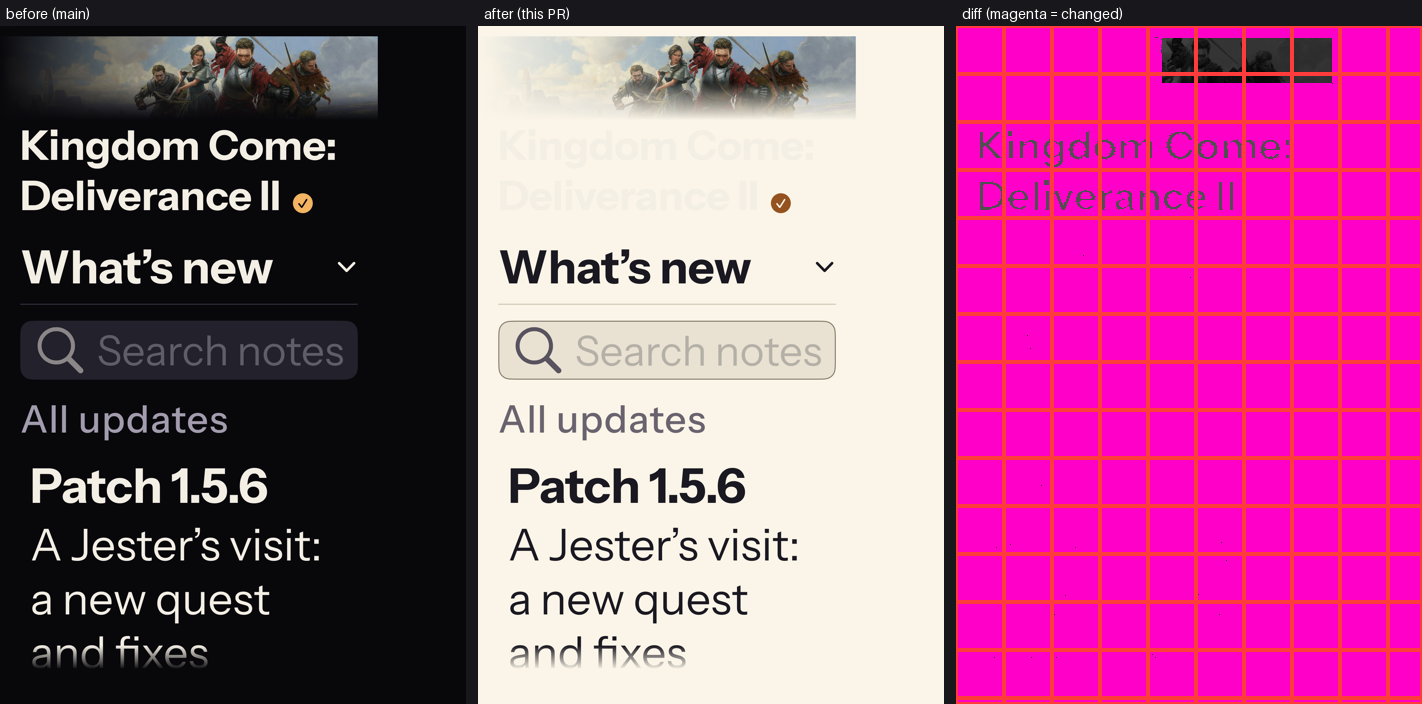 before (main)
after (this PR)
diff (magenta = changed)
Kingdom Come:
Deliverance II
What's new
Search notes
All updates
Patch 1.5.6
A Jester's visit:
a new quest
and fixes
Kingdom Come:
Deliverance II
What's new
Search notes
All updates
Patch 1.5.6
A Jester's visit:
a new quest
and fixes
Kingdom Come:
Deliverance II